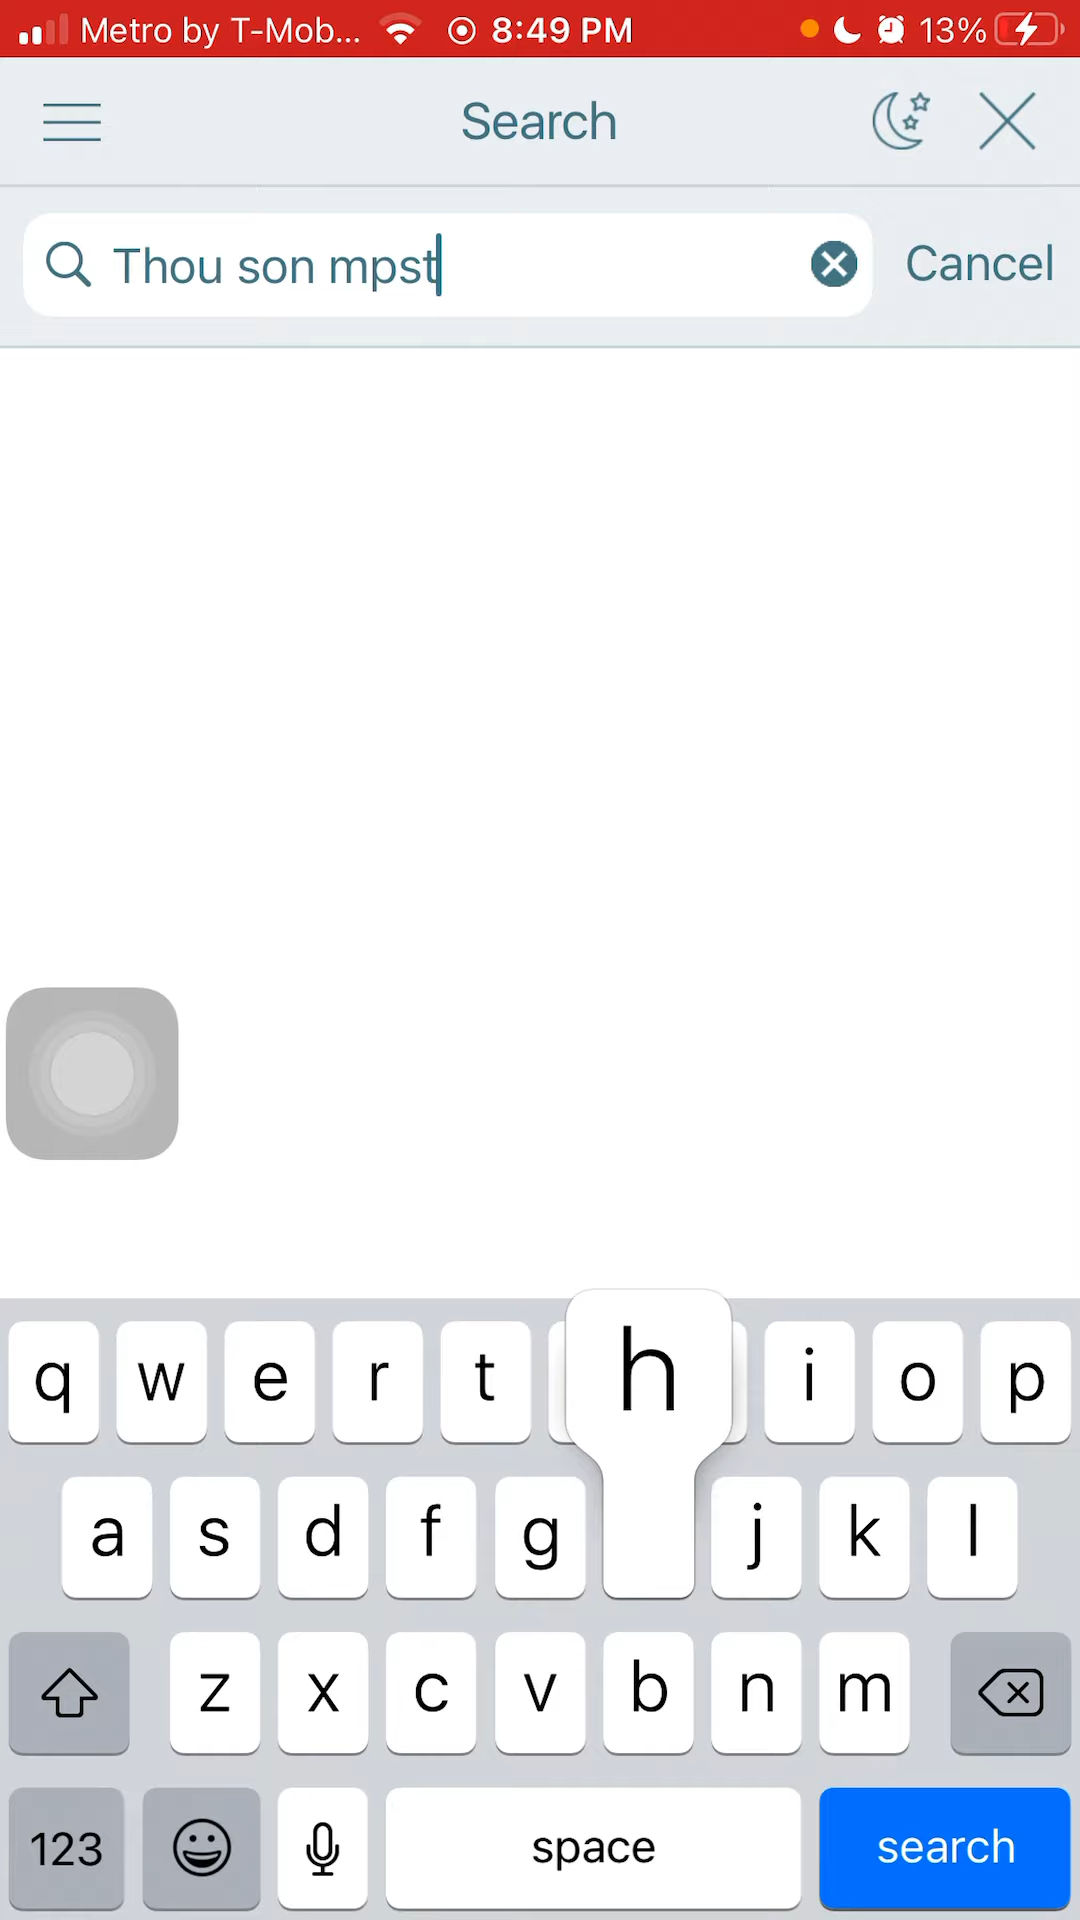 Metro by T-Mob... 8:49 PM 13%
Search
Thou son mpst Cancel
q w e r t h i o p
a s d f g j k l
z x c v b n m
123 space search